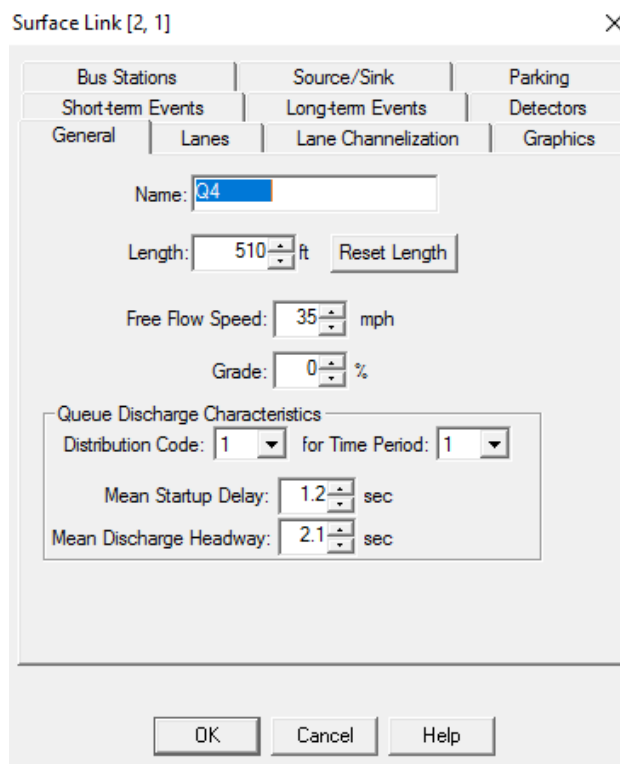 Surface Link [2, 1]
Bus Stations Source/Sink Parking
Short-term Events Long-term Events Detectors
General Lanes Lane Channelization Graphics
Name: Q4
Length: 510 ft Reset Length
Free Flow Speed: 35 mph
Grade: 0 %
Queue Discharge Characteristics
Distribution Code: 1 for Time Period: 1
Mean Startup Delay: 1.2 sec
Mean Discharge Headway: 2.1 sec
OK Cancel Help